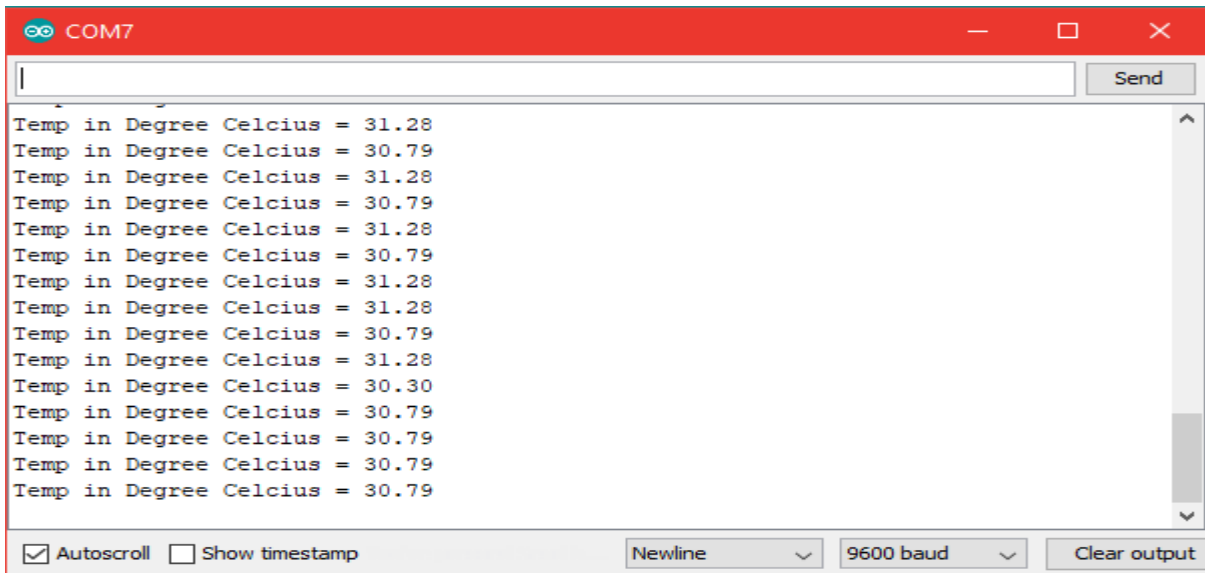 COM7
Send
Temp in Degree Celcius = 31.28
Temp in Degree Celcius = 30.79
Temp in Degree Celcius = 31.28
Temp in Degree Celcius = 30.79
Temp in Degree Celcius = 31.28
Temp in Degree Celcius = 30.79
Temp in Degree Celcius = 31.28
Temp in Degree Celcius = 31.28
Temp in Degree Celcius = 30.79
Temp in Degree Celcius = 31.28
Temp in Degree Celcius = 30.30
Temp in Degree Celcius = 30.79
Temp in Degree Celcius = 30.79
Temp in Degree Celcius = 30.79
Temp in Degree Celcius = 30.79
Autoscroll Show timestamp Newline 9600 baud Clear output